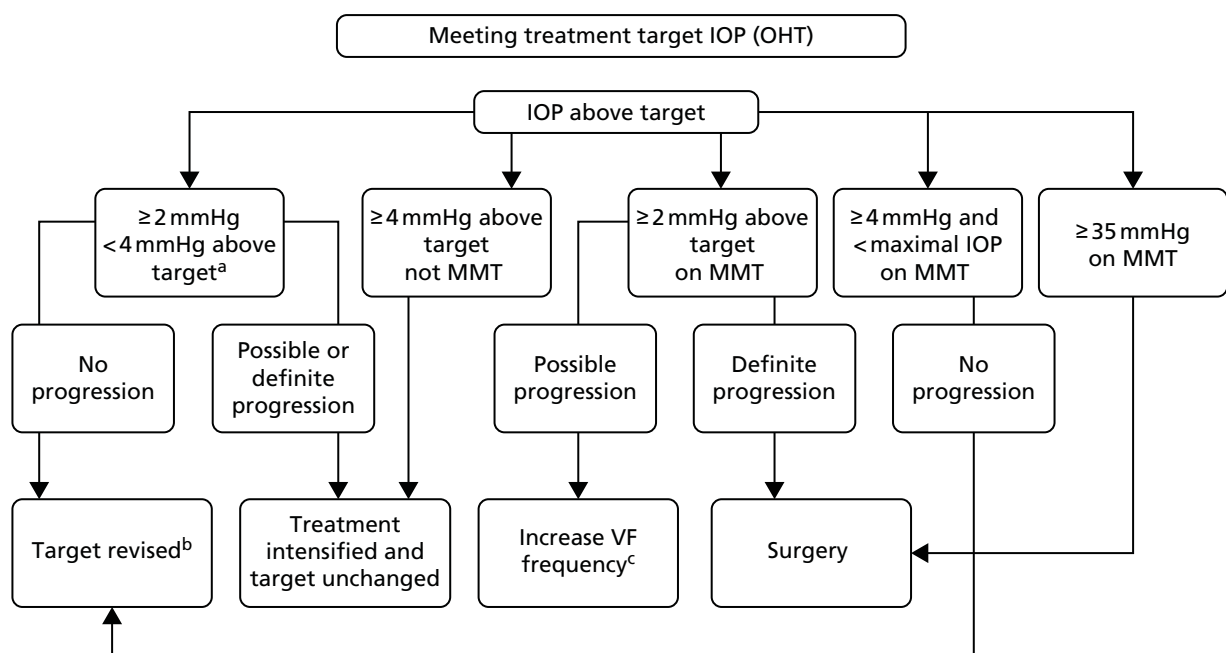 Meeting treatment target IOP (OHT)
IOP above target
≥2 mmHg
<4 mmHg above
targetᵃ
≥4 mmHg above
target
not MMT
≥2 mmHg above
target
on MMT
≥4 mmHg and
<maximal IOP
on MMT
≥35 mmHg
on MMT
No
progression
Possible or
definite
progression
Possible
progression
Definite
progression
No
progression
Target revisedᵇ
Treatment
intensified and
target unchanged
Increase VF
frequencyᶜ
Surgery